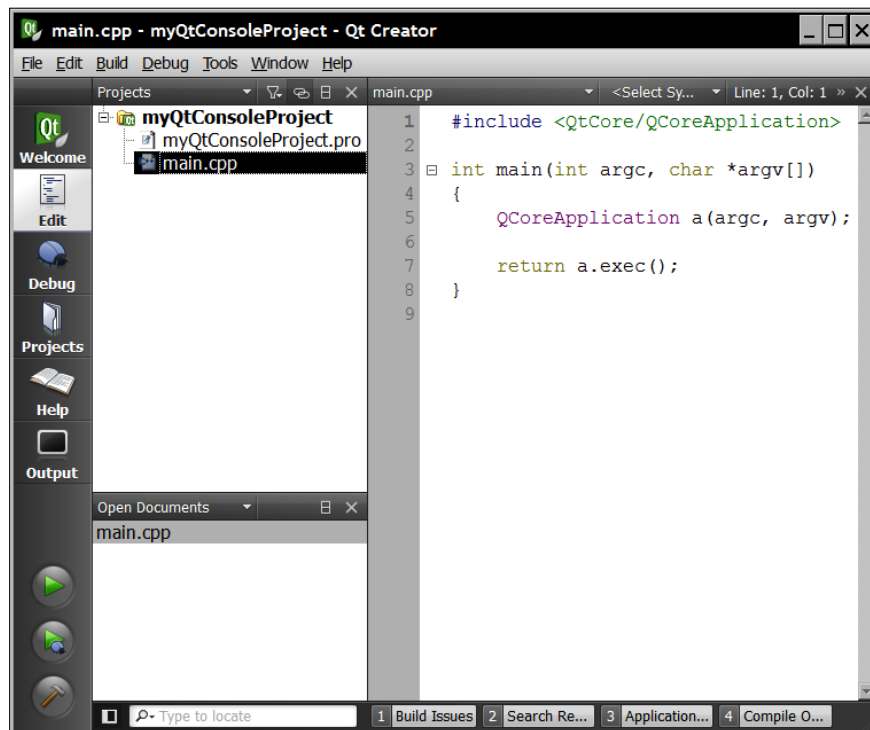 main.cpp - myQtConsoleProject - Qt Creator
File Edit Build Debug Tools Window Help
Projects
main.cpp
<Select Sy...
Line: 1, Col: 1 »
Qt
Welcome
Edit
Debug
Projects
Help
Output
myQtConsoleProject
myQtConsoleProject.pro
main.cpp
1 #include <QtCore/QCoreApplication>
2
3 int main(int argc, char *argv[])
4 {
5 QCoreApplication a(argc, argv);
6
7 return a.exec();
8 }
9
Open Documents
main.cpp
Type to locate
1 Build Issues 2 Search Re... 3 Application... 4 Compile O...